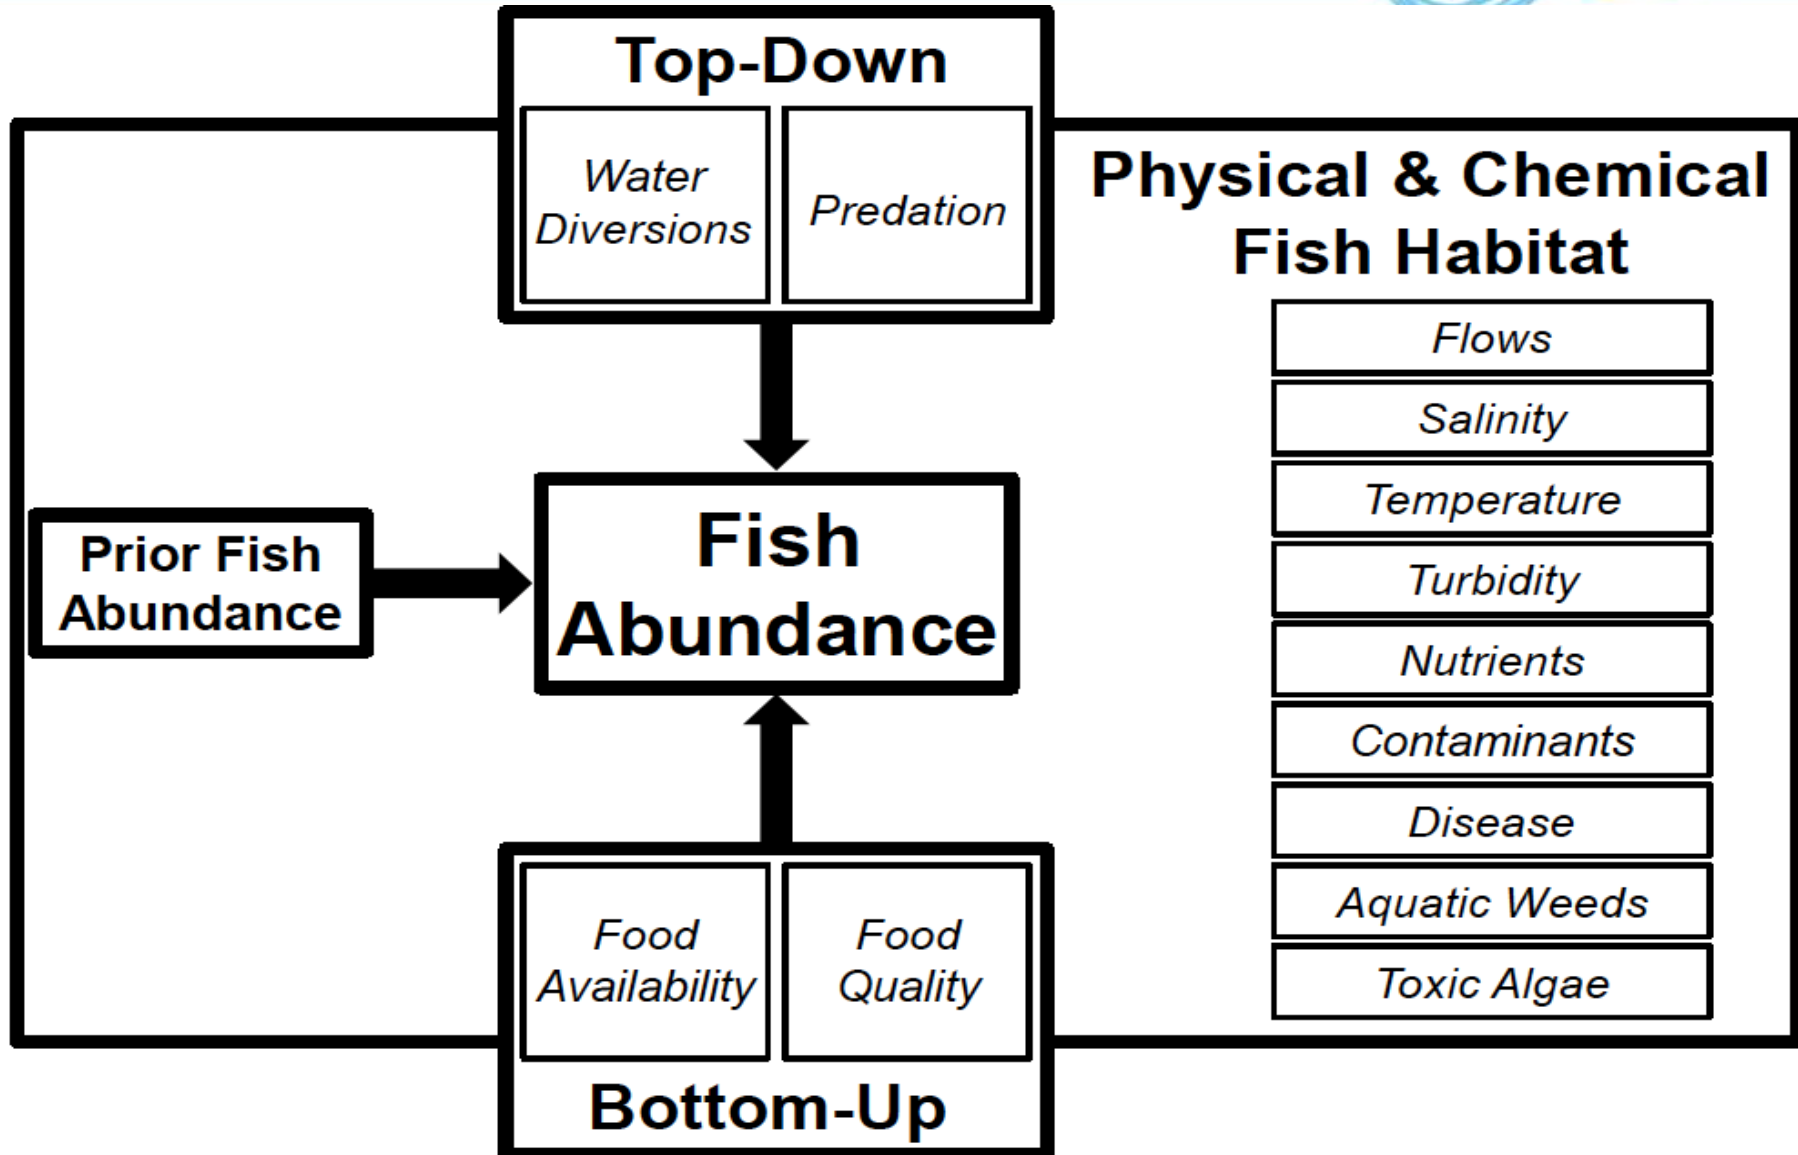 Top-Down
Water
Diversions
Predation
Physical & Chemical
Fish Habitat
Flows
Salinity
Temperature
Turbidity
Nutrients
Contaminants
Disease
Aquatic Weeds
Toxic Algae
Prior Fish
Abundance
Fish
Abundance
Food
Availability
Food
Quality
Bottom-Up